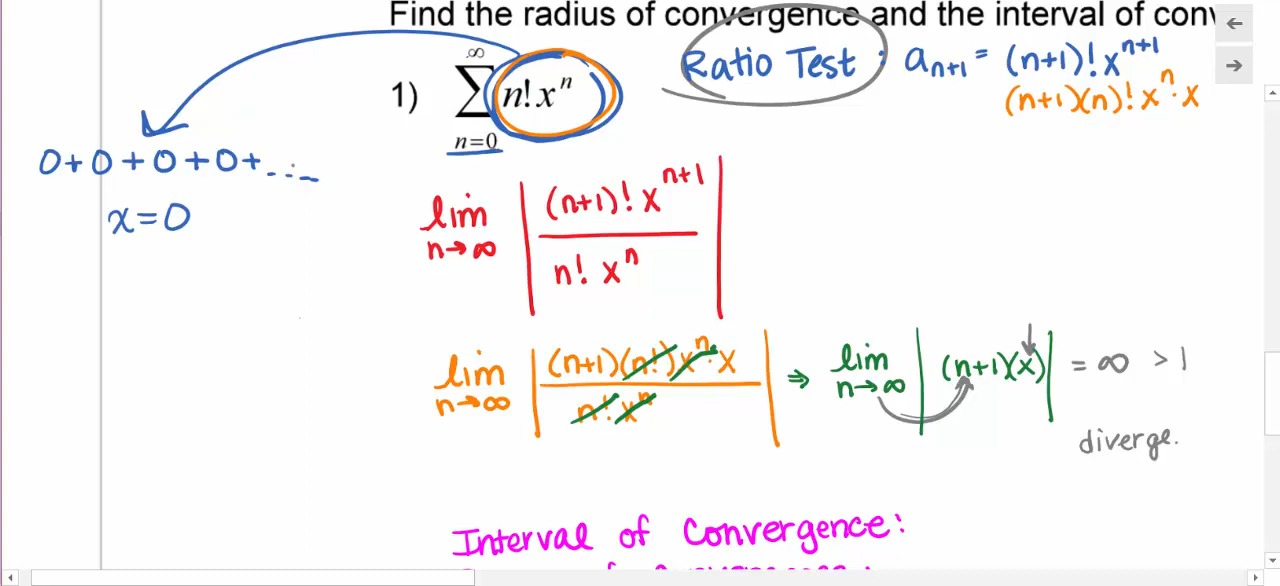 Find the radius of convergence and the interval of conv
Ratio Test : aₙ₊₁ = (n+1)! xⁿ⁺¹
(n+1)(n)! xⁿ · x
1) ∞ ∑ n=0 n! xⁿ
0 + 0 + 0 + 0 + ...
x = 0
lim n→∞ | (n+1)! xⁿ⁺¹ / n! xⁿ |
lim n→∞ | (n+1)(n!) xⁿ · x / n! xⁿ | ⇒ lim n→∞ | (n+1)(x) | = ∞ > 1
diverge.
Interval of Convergence: